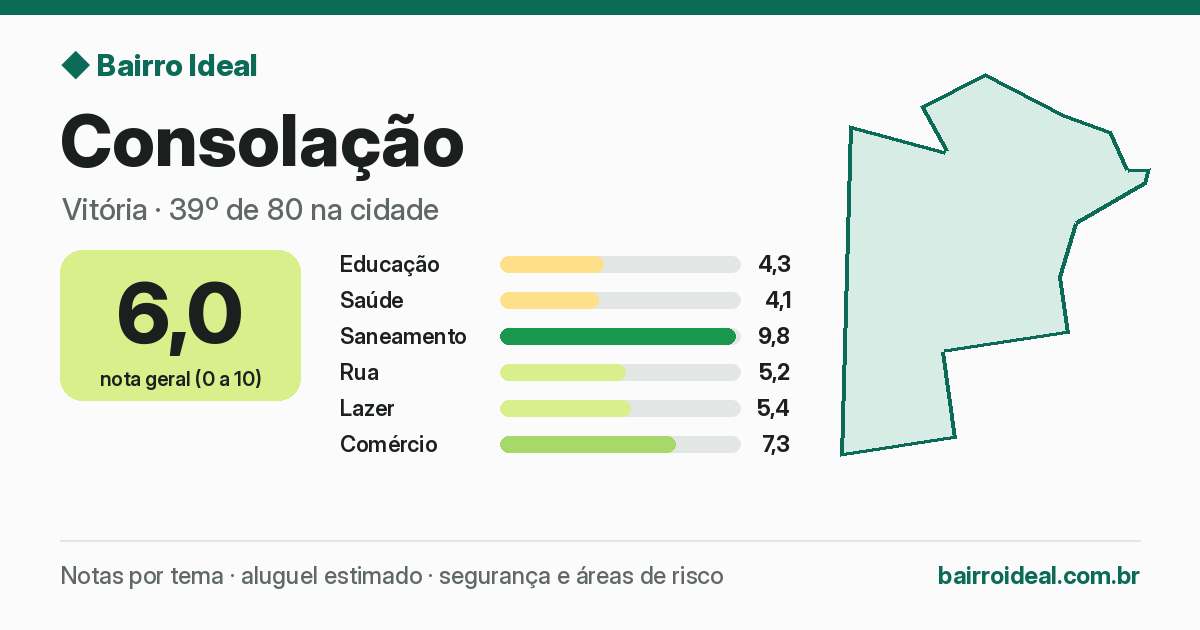 Bairro Ideal
Consolação
Vitória · 39º de 80 na cidade
6,0
nota geral (0 a 10)
Educação 4,3
Saúde 4,1
Saneamento 9,8
Rua 5,2
Lazer 5,4
Comércio 7,3
Notas por tema · aluguel estimado · segurança e áreas de risco
bairroideal.com.br